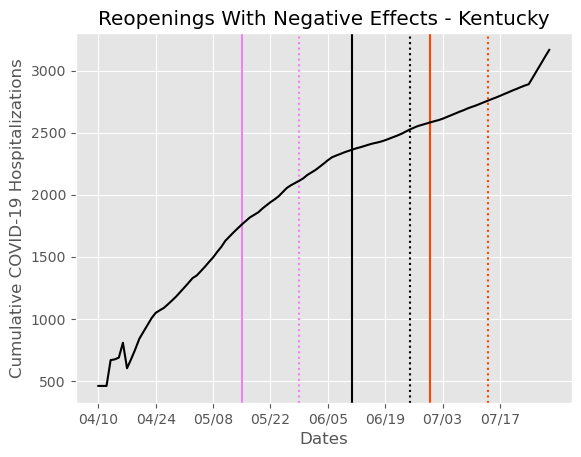 Reopenings With Negative Effects - Kentucky
Cumulative COVID-19 Hospitalizations
3000
2500
2000
1500
1000
500
04/10 04/24 05/08 05/22 06/05 06/19 07/03 07/17
Dates